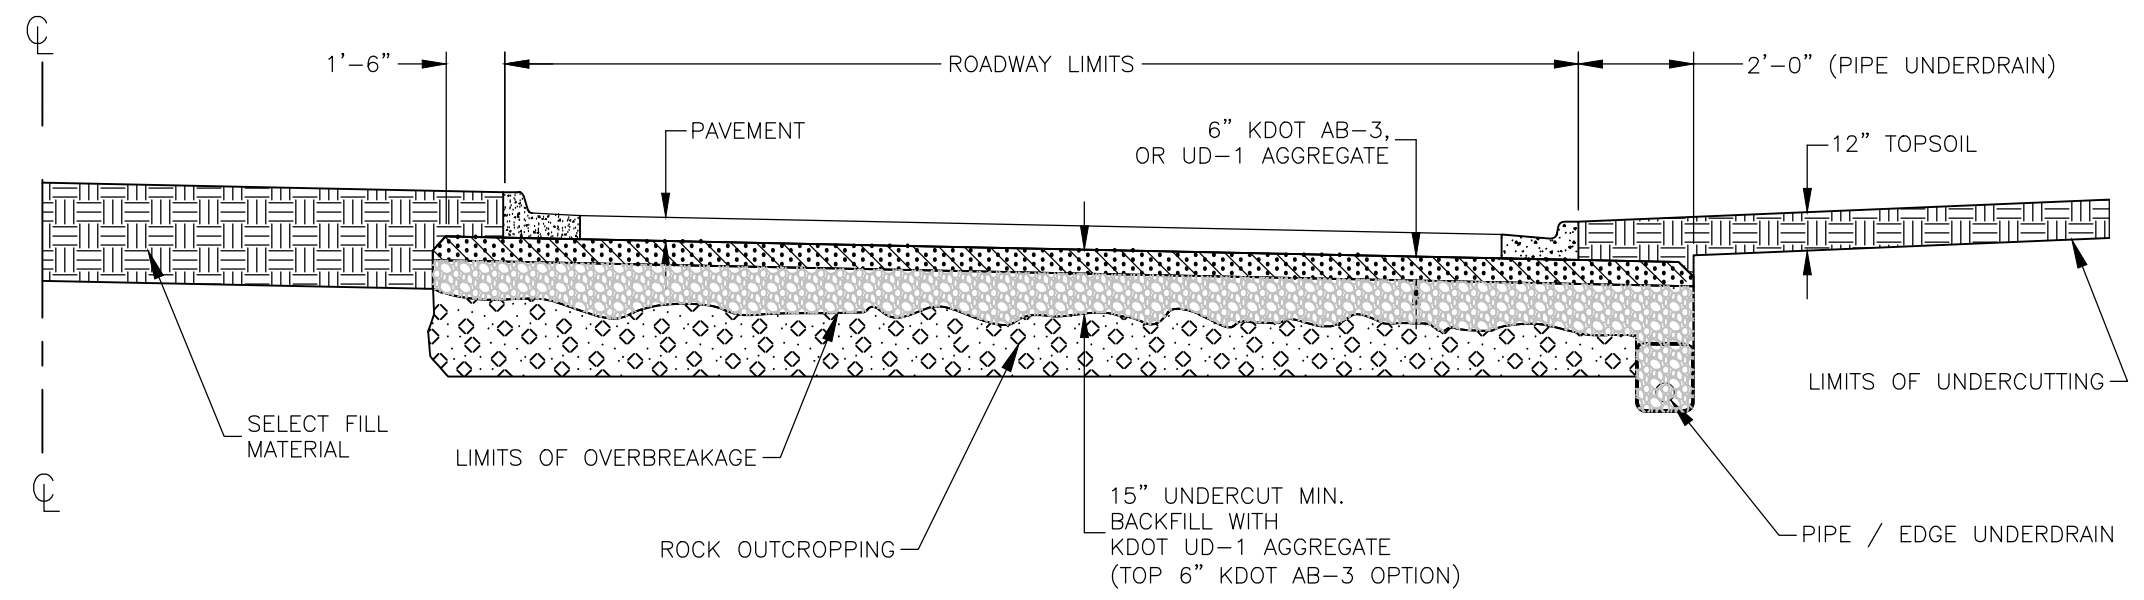 ℄
1'-6"
ROADWAY LIMITS
2'-0" (PIPE UNDERDRAIN)
PAVEMENT
6" KDOT AB-3,
OR UD-1 AGGREGATE
12" TOPSOIL
LIMITS OF UNDERCUTTING
SELECT FILL
MATERIAL
LIMITS OF OVERBREAKAGE
℄
15" UNDERCUT MIN.
BACKFILL WITH
KDOT UD-1 AGGREGATE
(TOP 6" KDOT AB-3 OPTION)
ROCK OUTCROPPING
PIPE / EDGE UNDERDRAIN